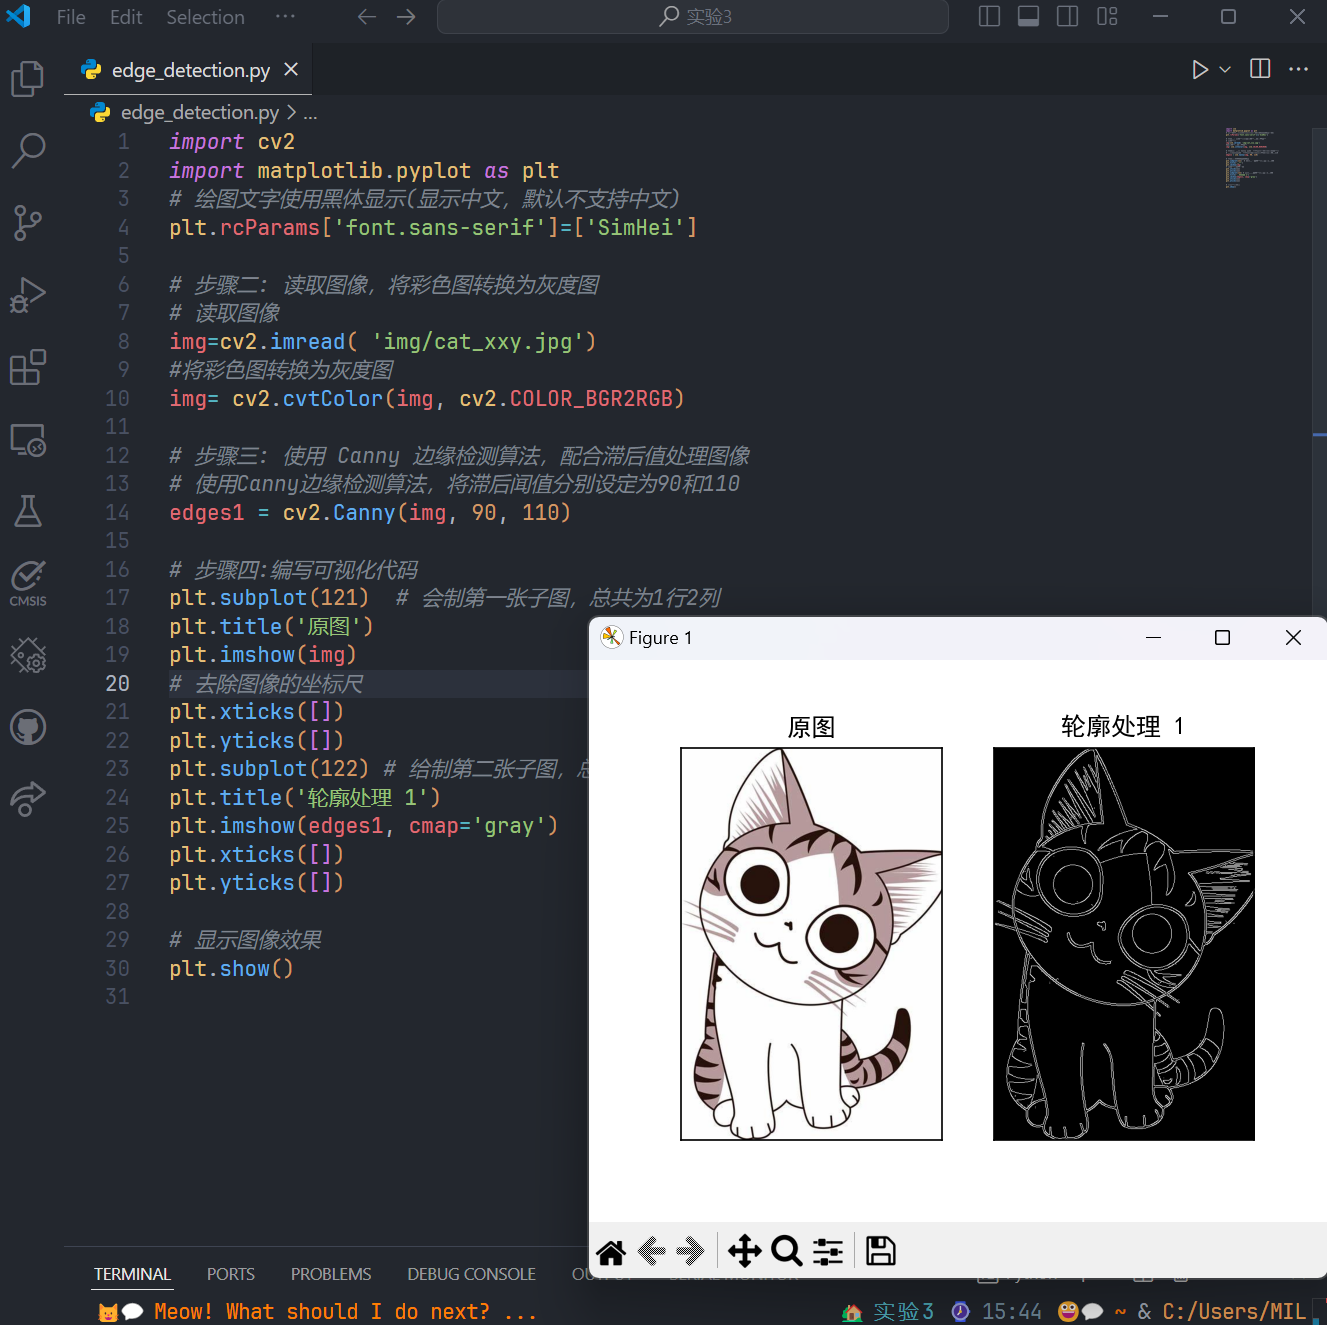 File Edit Selection ··· 实验3
edge_detection.py
edge_detection.py > ...
1 import cv2
2 import matplotlib.pyplot as plt
3 # 绘图文字使用黑体显示(显示中文，默认不支持中文)
4 plt.rcParams['font.sans-serif']=['SimHei']
5
6 # 步骤二: 读取图像，将彩色图转换为灰度图
7 # 读取图像
8 img=cv2.imread( 'img/cat_xxy.jpg')
9 #将彩色图转换为灰度图
10 img= cv2.cvtColor(img, cv2.COLOR_BGR2RGB)
11
12 # 步骤三: 使用 Canny 边缘检测算法，配合滞后值处理图像
13 # 使用Canny边缘检测算法，将滞后闻值分别设定为90和110
14 edges1 = cv2.Canny(img, 90, 110)
15
16 # 步骤四:编写可视化代码
17 plt.subplot(121)  # 会制第一张子图，总共为1行2列
18 plt.title('原图')
19 plt.imshow(img)
20 # 去除图像的坐标尺
21 plt.xticks([])
22 plt.yticks([])
23 plt.subplot(122) # 给制第二张子图，
24 plt.title('轮廓处理 1')
25 plt.imshow(edges1, cmap='gray')
26 plt.xticks([])
27 plt.yticks([])
28
29 # 显示图像效果
30 plt.show()
31
CMSIS
Figure 1
原图 轮廓处理 1
TERMINAL PORTS PROBLEMS DEBUG CONSOLE
Meow! What should I do next? ... 实验3 15:44 ~ & C:/Users/MIL